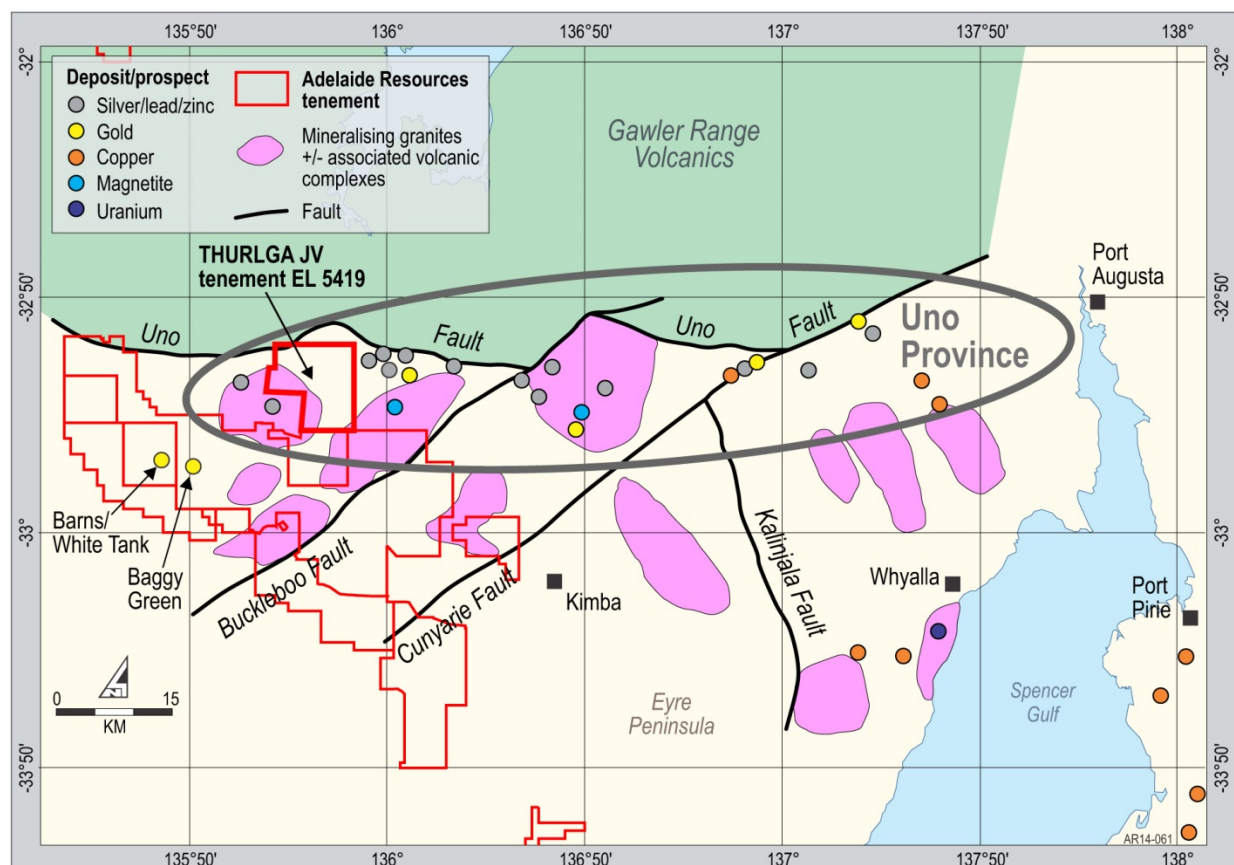 135°50'
136°
136°50'
137°
137°50'
138°
-32°
-32°
Deposit/prospect
Silver/lead/zinc
Gold
Copper
Magnetite
Uranium
Adelaide Resources
tenement
Mineralising granites
+/- associated volcanic
complexes
Fault
Gawler Range
Volcanics
THURLGA JV
tenement EL 5419
Port
Augusta
-32°50'
-32°50'
Uno
Fault
Uno
Fault
Uno
Province
Barns/
White Tank
Baggy
Green
-33°
-33°
Buckleboo Fault
Cunyarie Fault
Kimba
Kalinjala Fault
Whyalla
Port
Pirie
N
0
15
KM
Eyre
Peninsula
Spencer
Gulf
-33°50'
-33°50'
AR14-061
135°50'
136°
136°50'
137°
137°50'
138°